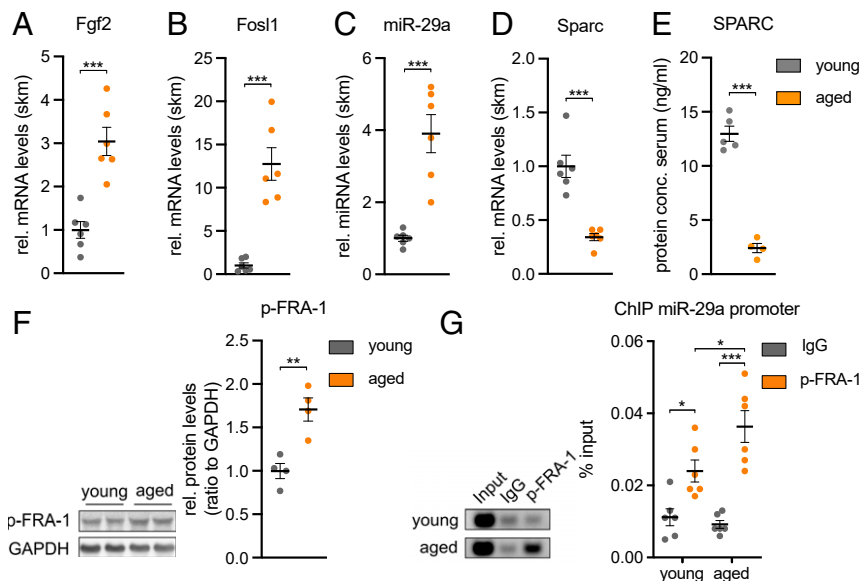 A
Fgf2
rel. mRNA levels (skm)
5
4
3
2
1
0
***
B
Fosl1
rel. mRNA levels (skm)
25
20
15
10
5
0
***
C
miR-29a
rel. miRNA levels (skm)
6
4
2
0
***
D
Sparc
rel. mRNA levels (skm)
2.0
1.5
1.0
0.5
0.0
***
E
SPARC
protein conc. serum (ng/ml)
20
15
10
5
0
***
young
aged
F
young aged
p-FRA-1
GAPDH
p-FRA-1
rel. protein levels
(ratio to GAPDH)
2.5
2.0
1.5
1.0
0.5
0.0
**
young
aged
G
Input IgG p-FRA-1
young
aged
ChIP miR-29a promoter
% input
0.06
0.04
0.02
0.00
*
*
***
young aged
IgG
p-FRA-1